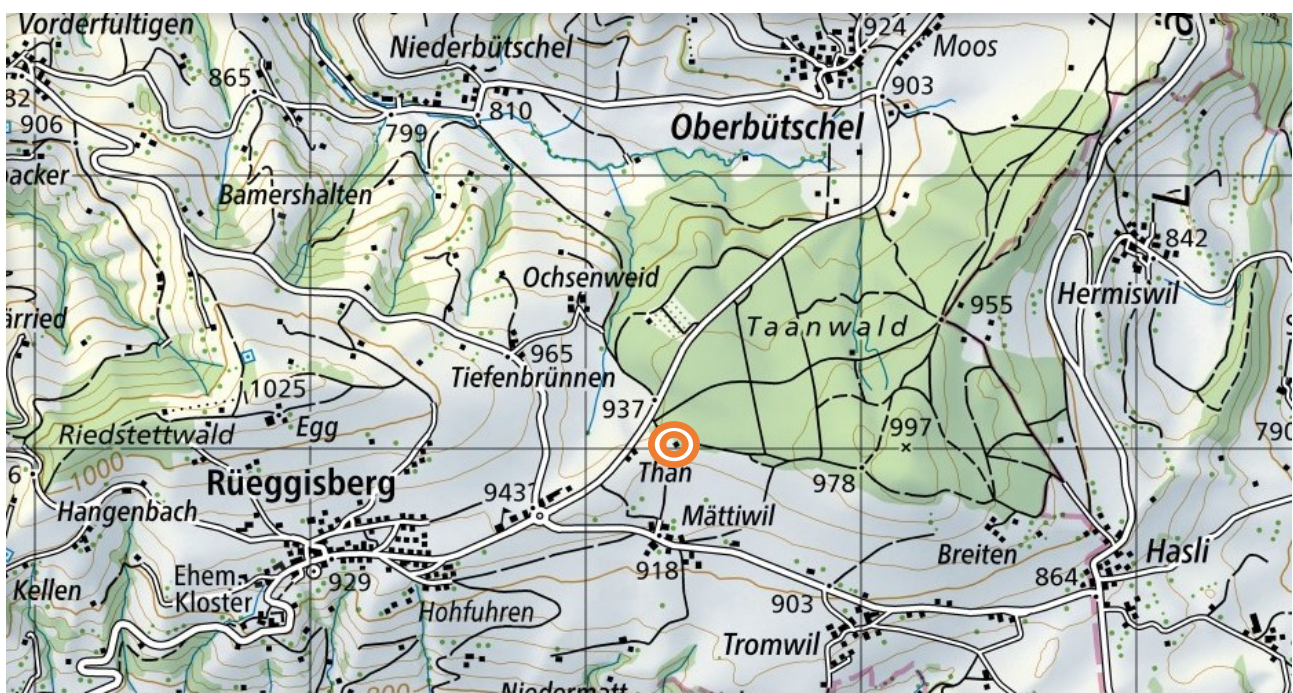 Vorderfultigen
Niederbütschel
924
Moos
865
903
906
799
810
Oberbütschel
Bamershalten
842
Ochsenweid
Hermiswil
955
Taanwald
965
Tiefenbrünnen
1025
Egg
937
Riedstettwald
997
790
1000
Than
978
Rüeggisberg
943
Hangenbach
Mättiwil
Breiten
Hasli
918
Ehem.
Kloster
929
864
Kellen
Hohfuhren
903
Tromwil